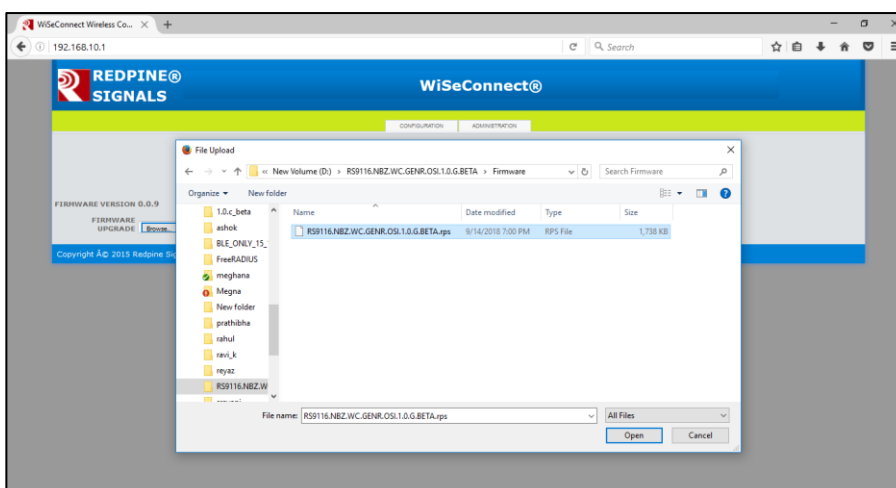 WiSeConnect Wireless Co...
192.168.10.1
Search
REDPINE®
SIGNALS
WiSeConnect®
CONFIGURATION ADMINISTRATION
File Upload
« New Volume (D:) > RS9116.NBZ.WC.GENR.OSI.1.0.G.BETA > Firmware
Search Firmware
Organize New folder
Name Date modified Type Size
RS9116.NBZ.WC.GENR.OSI.1.0.G.BETA.rps 9/14/2018 7:00 PM RPS File 1,738 KB
1.0.c_beta
ashok
BLE_ONLY_15_
FreeRADIUS
meghana
Megna
New folder
prathibha
rahul
ravi_k
reyaz
RS9116.NBZ.W
FIRMWARE VERSION 0.0.9
FIRMWARE
UPGRADE Browse...
Copyright Â© 2015 Redpine Sig
File name: RS9116.NBZ.WC.GENR.OSI.1.0.G.BETA.rps All Files
Open Cancel